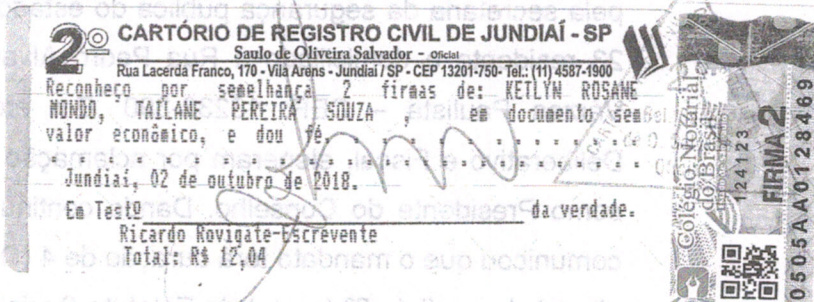 2º CARTÓRIO DE REGISTRO CIVIL DE JUNDIAÍ - SP
Saulo de Oliveira Salvador - Oficial
Rua Lacerda Franco, 170 - Vila Arens - Jundiaí / SP - CEP 13201-750- Tel.: (11) 4587-1900
Reconheço por semelhança 2 firmas de: KETLYN ROSANE
MONDO, TAILANE PEREIRA SOUZA , em documento sem
valor econômico, e dou fé.
Jundiaí, 02 de outubro de 2018.
Em Testº da verdade.
Ricardo Rovigate-Escrevente
Total: R$ 12,04
Colégio Notarial
do Brasil
124123
FIRMA 2
0505AA0128469